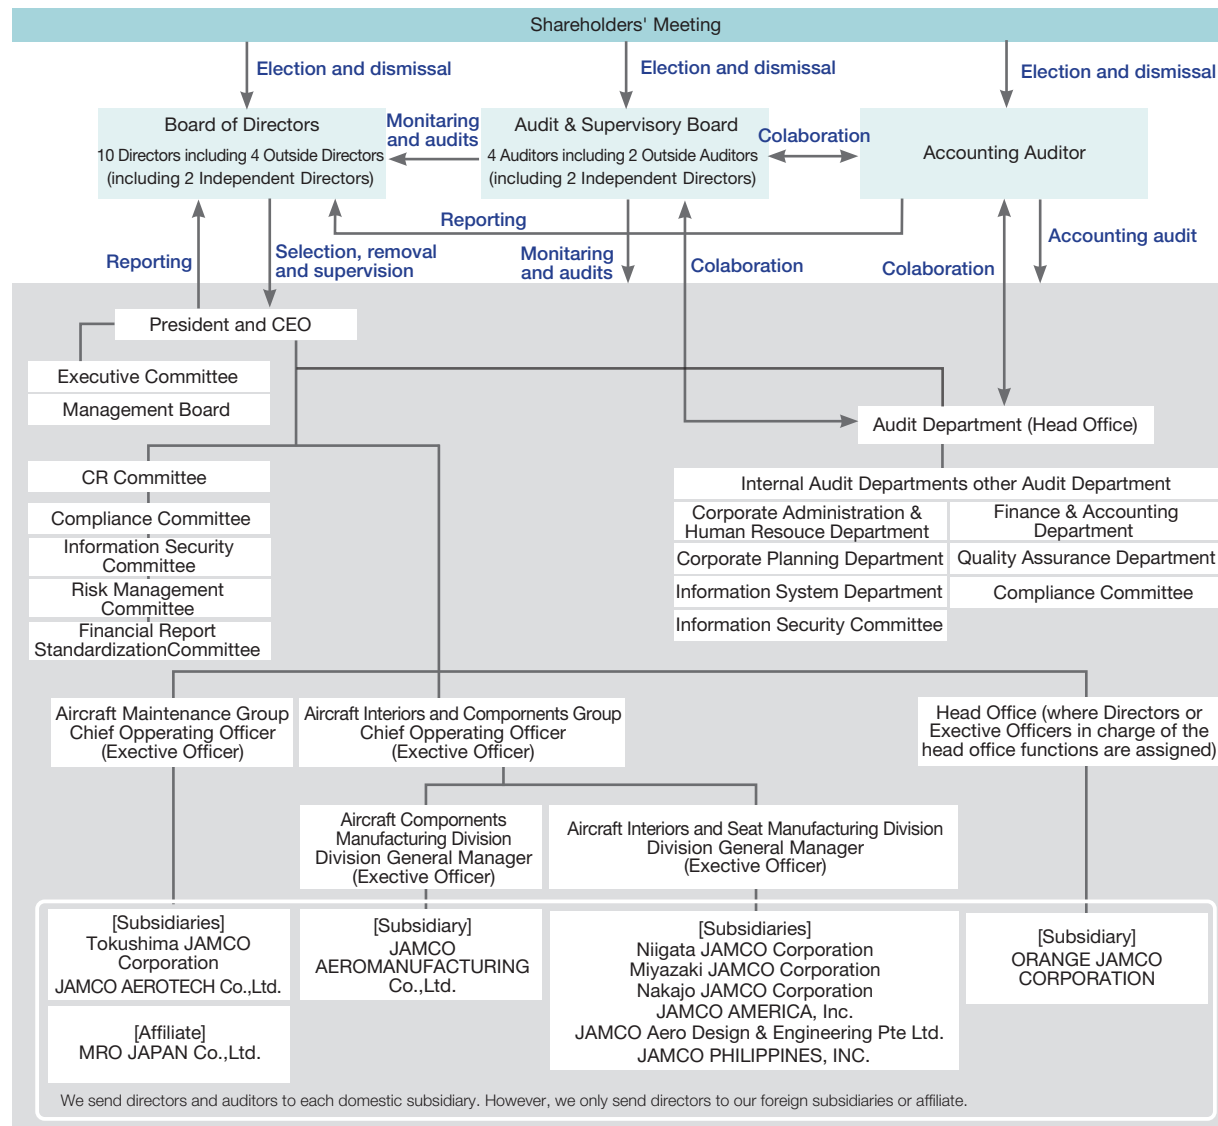 Shareholders' Meeting
Election and dismissal
Election and dismissal
Election and dismissal
Board of Directors
10 Directors including 4 Outside Directors
(including 2 Independent Directors)
Monitaring
and audits
Audit & Supervisory Board
4 Auditors including 2 Outside Auditors
(including 2 Independent Directors)
Colaboration
Accounting Auditor
Reporting
Reporting
Selection, removal
and supervision
Monitaring
and audits
Colaboration
Colaboration
Accounting audit
President and CEO
Executive Committee
Management Board
Audit Department (Head Office)
CR Committee
Compliance Committee
Information Security
Committee
Risk Management
Committee
Financial Report
StandardizationCommittee
Internal Audit Departments other Audit Department
Corporate Administration &
Human Resouce Department
Finance & Accounting
Department
Corporate Planning Department
Quality Assurance Department
Information System Department
Compliance Committee
Information Security Committee
Aircraft Maintenance Group
Chief Opperating Officer
(Exective Officer)
Aircraft Interiors and Compornents Group
Chief Opperating Officer
(Exective Officer)
Head Office (where Directors or
Exective Officers in charge of the
head office functions are assigned)
Aircraft Compornents
Manufacturing Division
Division General Manager
(Exective Officer)
Aircraft Interiors and Seat Manufacturing Division
Division General Manager
(Exective Officer)
[Subsidiaries]
Tokushima JAMCO
Corporation
JAMCO AEROTECH Co.,Ltd.
[Affiliate]
MRO JAPAN Co.,Ltd.
[Subsidiary]
JAMCO
AEROMANUFACTURING
Co.,Ltd.
[Subsidiaries]
Niigata JAMCO Corporation
Miyazaki JAMCO Corporation
Nakajo JAMCO Corporation
JAMCO AMERICA, Inc.
JAMCO Aero Design & Engineering Pte Ltd.
JAMCO PHILIPPINES, INC.
[Subsidiary]
ORANGE JAMCO
CORPORATION
We send directors and auditors to each domestic subsidiary. However, we only send directors to our foreign subsidiaries or affiliate.